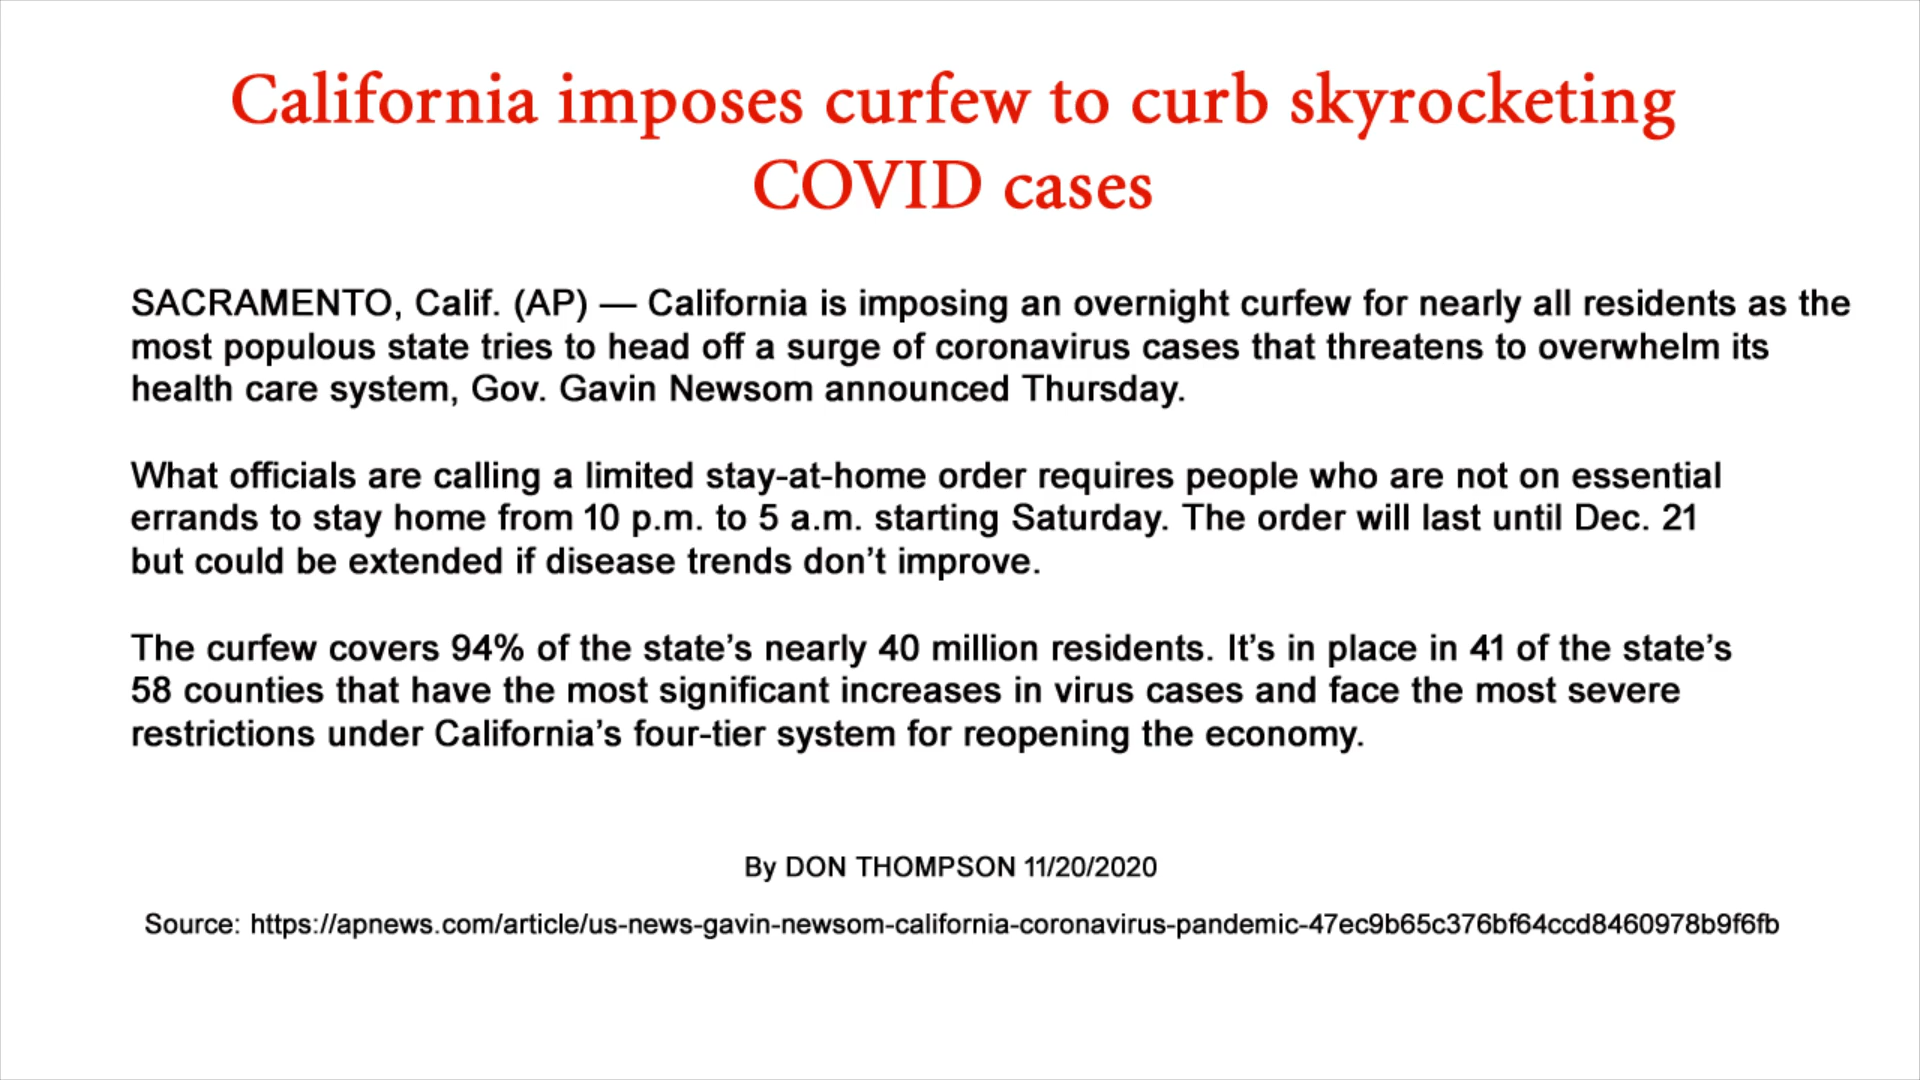 California imposes curfew to curb skyrocketing
COVID cases
SACRAMENTO, Calif. (AP) — California is imposing an overnight curfew for nearly all residents as the
most populous state tries to head off a surge of coronavirus cases that threatens to overwhelm its
health care system, Gov. Gavin Newsom announced Thursday.
What officials are calling a limited stay-at-home order requires people who are not on essential
errands to stay home from 10 p.m. to 5 a.m. starting Saturday. The order will last until Dec. 21
but could be extended if disease trends don’t improve.
The curfew covers 94% of the state’s nearly 40 million residents. It’s in place in 41 of the state’s
58 counties that have the most significant increases in virus cases and face the most severe
restrictions under California’s four-tier system for reopening the economy.
By DON THOMPSON 11/20/2020
Source: https://apnews.com/article/us-news-gavin-newsom-california-coronavirus-pandemic-47ec9b65c376bf64ccd8460978b9f6fb